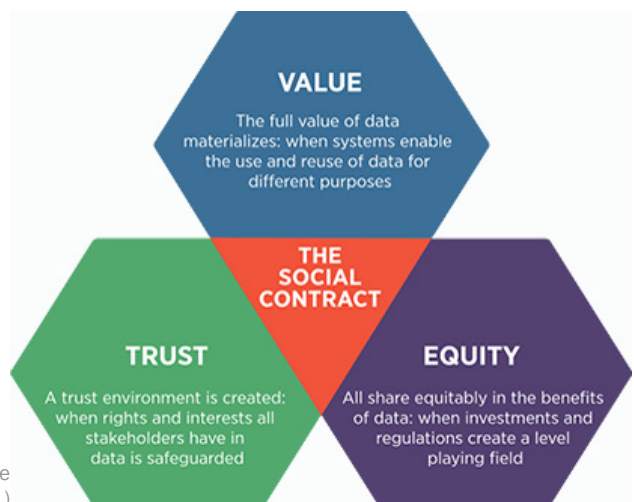 VALUE
The full value of data
materializes: when systems enable
the use and reuse of data for
different purposes
THE
SOCIAL
CONTRACT
TRUST
A trust environment is created:
when rights and interests all
stakeholders have in
data is safeguarded
EQUITY
All share equitably in the benefits
of data: when investments and
regulations create a level
playing field
e
)